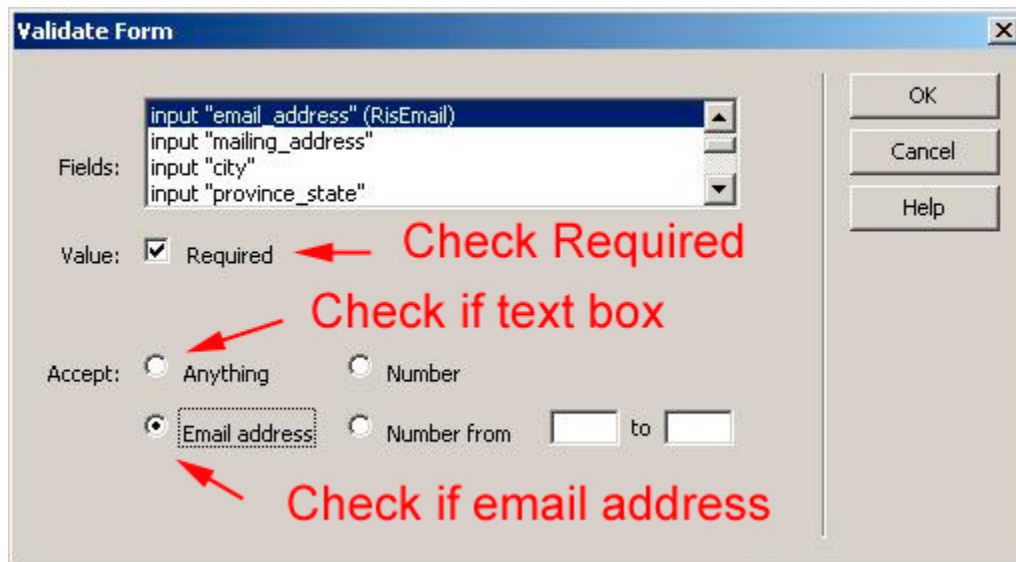 Validate Form
input "email_address" (RisEmail)
input "mailing_address"
Fields:
input "city"
input "province_state"
OK
Cancel
Help
Value: Required
Check Required
Check if text box
Accept: Anything Number
Email address Number from to
Check if email address